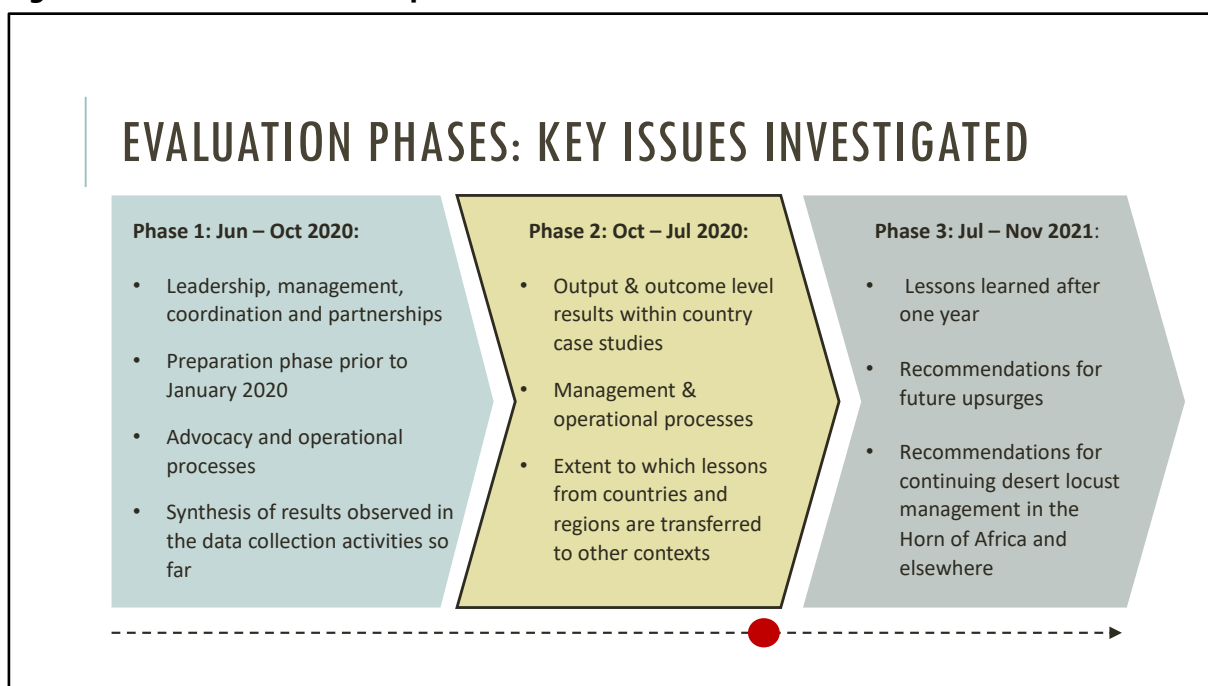 EVALUATION PHASES: KEY ISSUES INVESTIGATED
Phase 1: Jun – Oct 2020:
• Leadership, management,
coordination and partnerships
• Preparation phase prior to
January 2020
• Advocacy and operational
processes
• Synthesis of results observed in
the data collection activities so
far
Phase 2: Oct – Jul 2020:
• Output & outcome level
results within country
case studies
• Management &
operational processes
• Extent to which lessons
from countries and
regions are transferred
to other contexts
Phase 3: Jul – Nov 2021:
• Lessons learned after
one year
• Recommendations for
future upsurges
• Recommendations for
continuing desert locust
management in the
Horn of Africa and
elsewhere